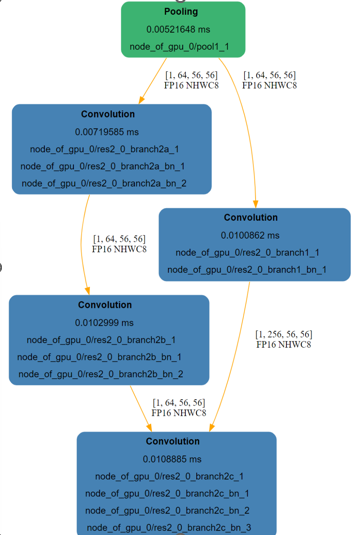 Pooling
0.00521648 ms
node_of_gpu_0/pool1_1
[1, 64, 56, 56]
FP16 NHWC8
[1, 64, 56, 56]
FP16 NHWC8
Convolution
0.00719585 ms
node_of_gpu_0/res2_0_branch2a_1
node_of_gpu_0/res2_0_branch2a_bn_1
node_of_gpu_0/res2_0_branch2a_bn_2
Convolution
0.0100862 ms
node_of_gpu_0/res2_0_branch1_1
node_of_gpu_0/res2_0_branch1_bn_1
[1, 64, 56, 56]
FP16 NHWC8
Convolution
0.0102999 ms
node_of_gpu_0/res2_0_branch2b_1
node_of_gpu_0/res2_0_branch2b_bn_1
node_of_gpu_0/res2_0_branch2b_bn_2
[1, 256, 56, 56]
FP16 NHWC8
[1, 64, 56, 56]
FP16 NHWC8
Convolution
0.0108885 ms
node_of_gpu_0/res2_0_branch2c_1
node_of_gpu_0/res2_0_branch2c_bn_1
node_of_gpu_0/res2_0_branch2c_bn_2
node_of_gpu_0/res2_0_branch2c_bn_3